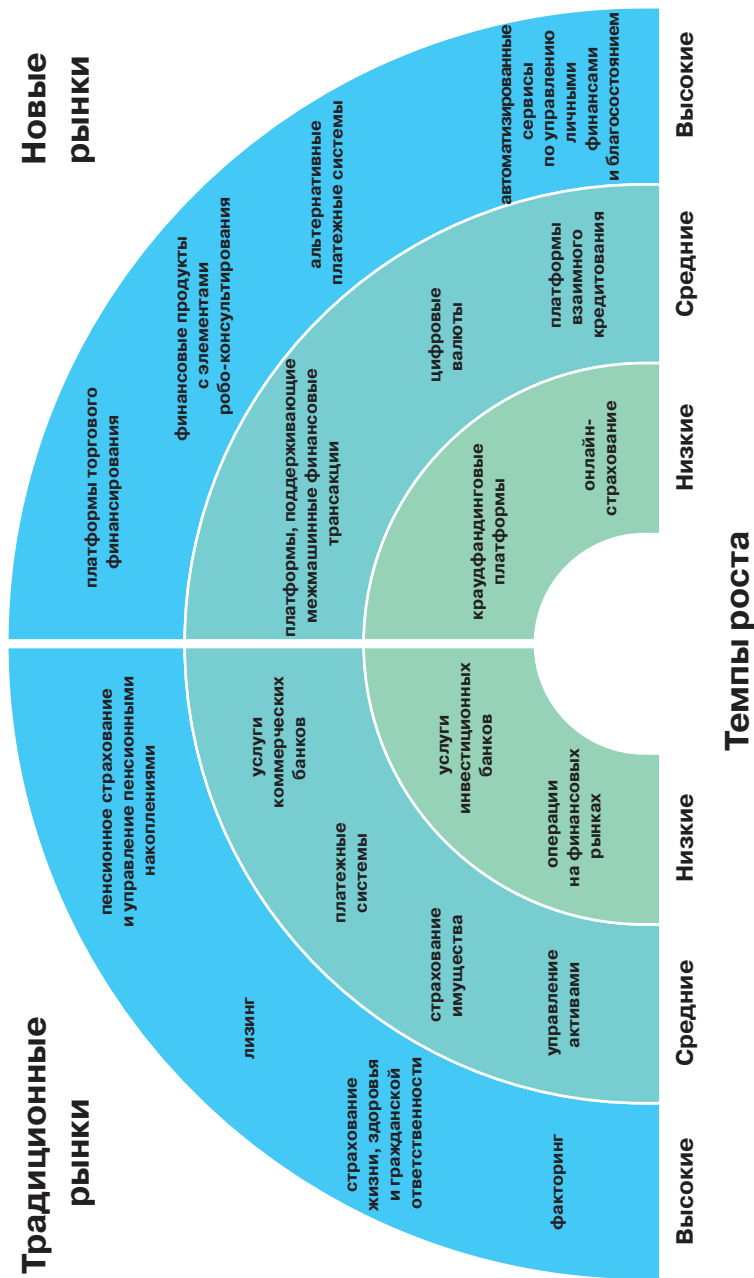 Традиционные
рынки
Новые
рынки
пенсионное страхование
и управление пенсионными
накоплениями
лизинг
страхование
жизни, здоровья
и гражданской
ответственности
факторинг
услуги
коммерческих
банков
платежные
системы
страхование
имущества
управление
активами
услуги
инвестиционных
банков
операции
на финансовых
рынках
платформы торгового
финансирования
финансовые продукты
с элементами
робо-консультирования
альтернативные
платежные системы
автоматизированные
сервисы
по управлению
личными
финансами
и благосостоянием
платформы, поддерживающие
межмашинные финансовые
трансакции
цифровые
валюты
платформы
взаимного
кредитования
краудфандинговые
платформы
онлайн-
страхование
Высокие
Средние
Низкие
Низкие
Средние
Высокие
Темпы роста